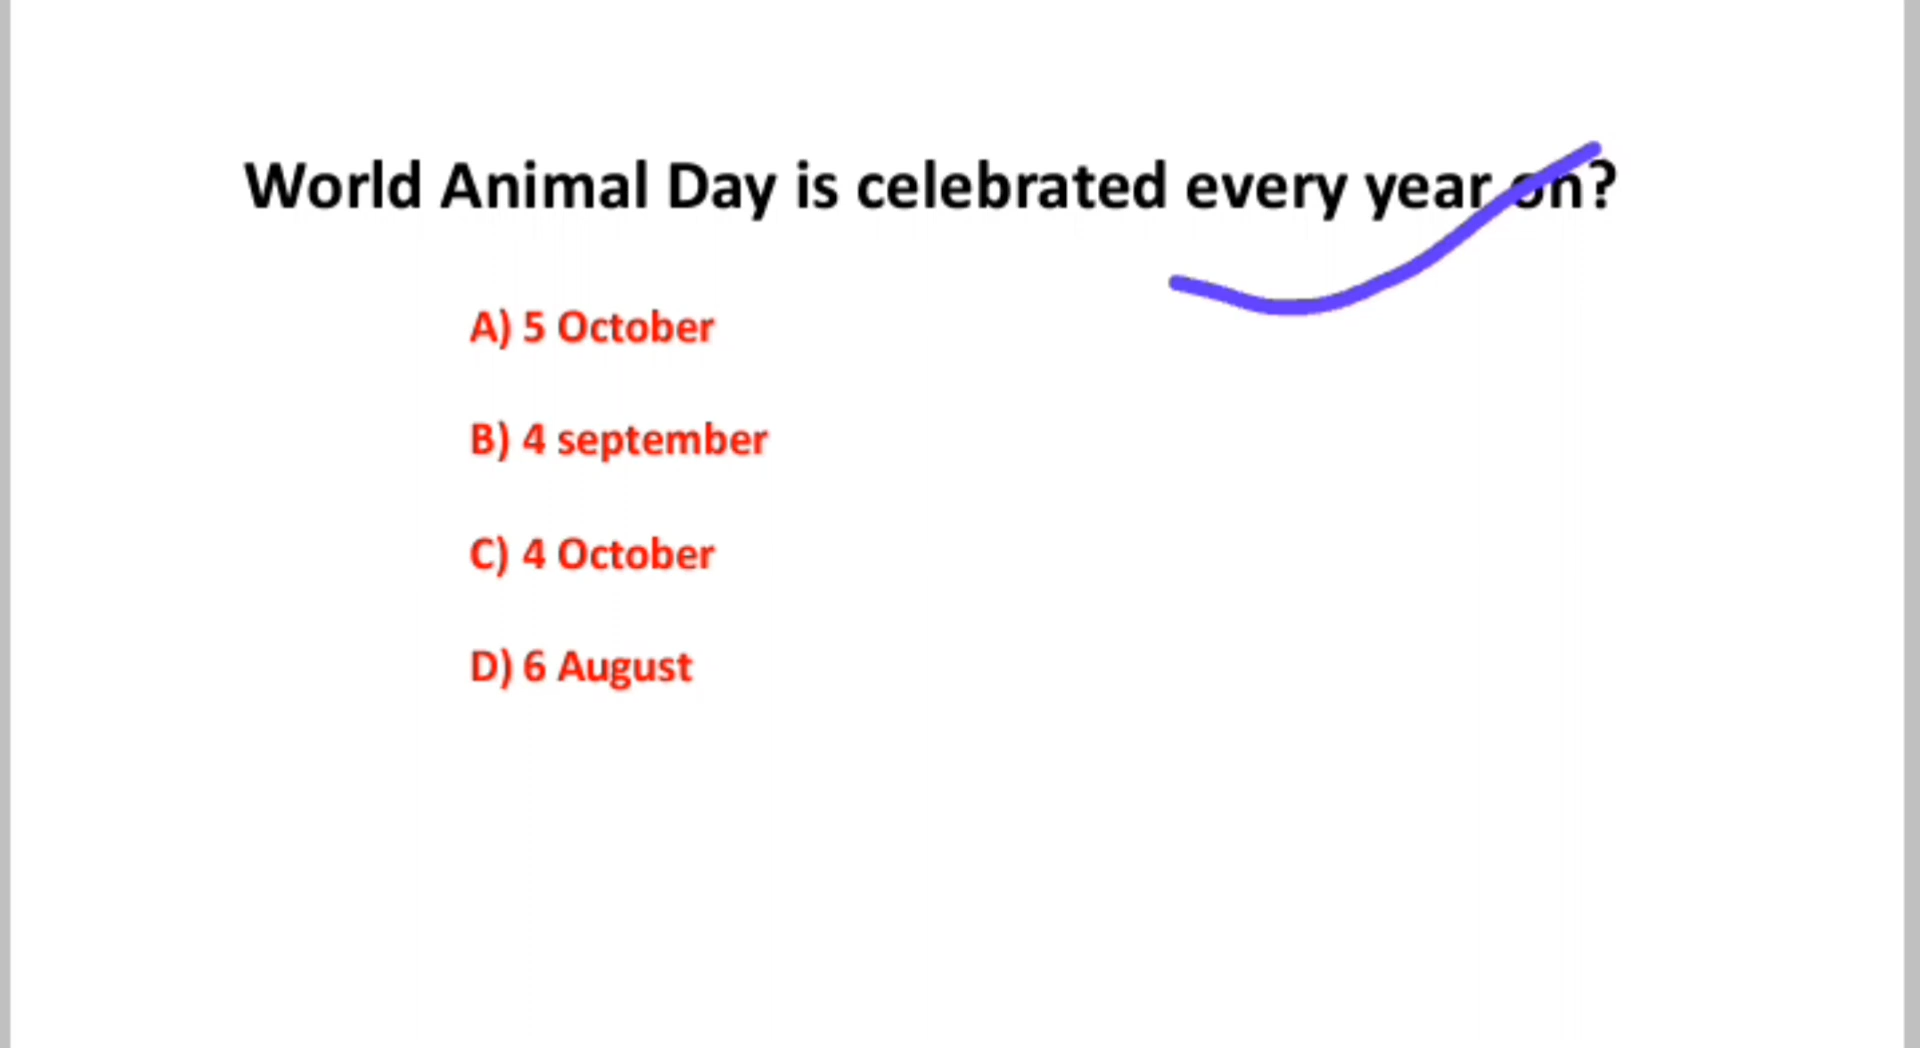 World Animal Day is celebrated every year on?
A) 5 October
B) 4 september
C) 4 October
D) 6 August